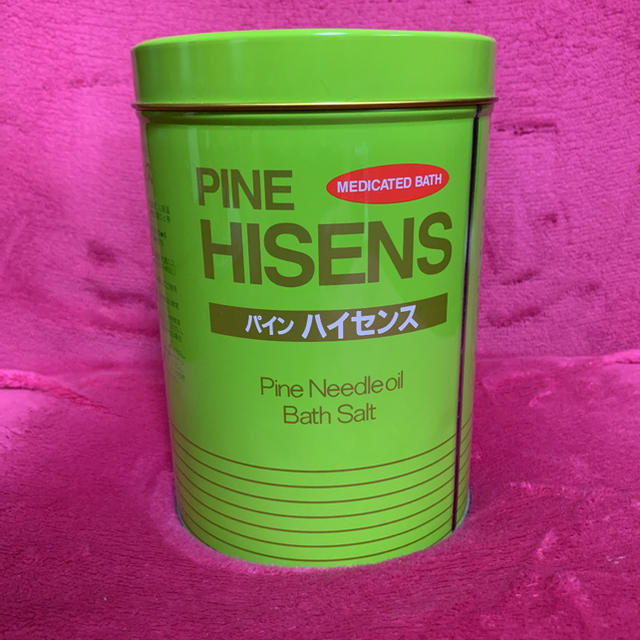 PINE
MEDICATED BATH
HISENS
パイン ハイセンス
Pine Needle oil
Bath Salt